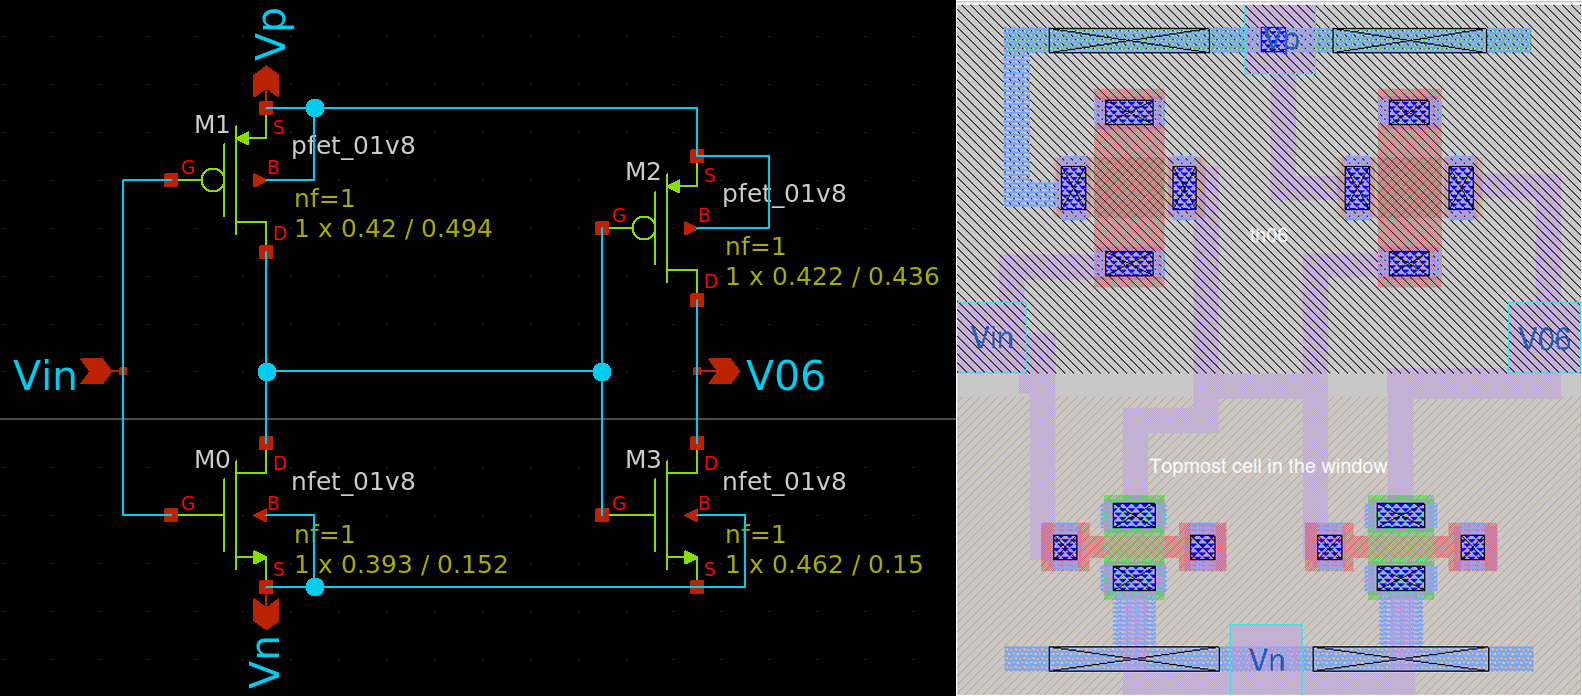 Vp
M1
S
pfet_01v8
G
B
nf=1
1 x 0.42 / 0.494
D
M2
S
pfet_01v8
G
B
nf=1
1 x 0.422 / 0.436
D
Vin
V06
M0
D
nfet_01v8
G
B
nf=1
1 x 0.393 / 0.152
S
M3
D
nfet_01v8
G
B
nf=1
1 x 0.462 / 0.15
S
Vn
Vp
th06
Vin
V06
Topmost cell in the window
Vn